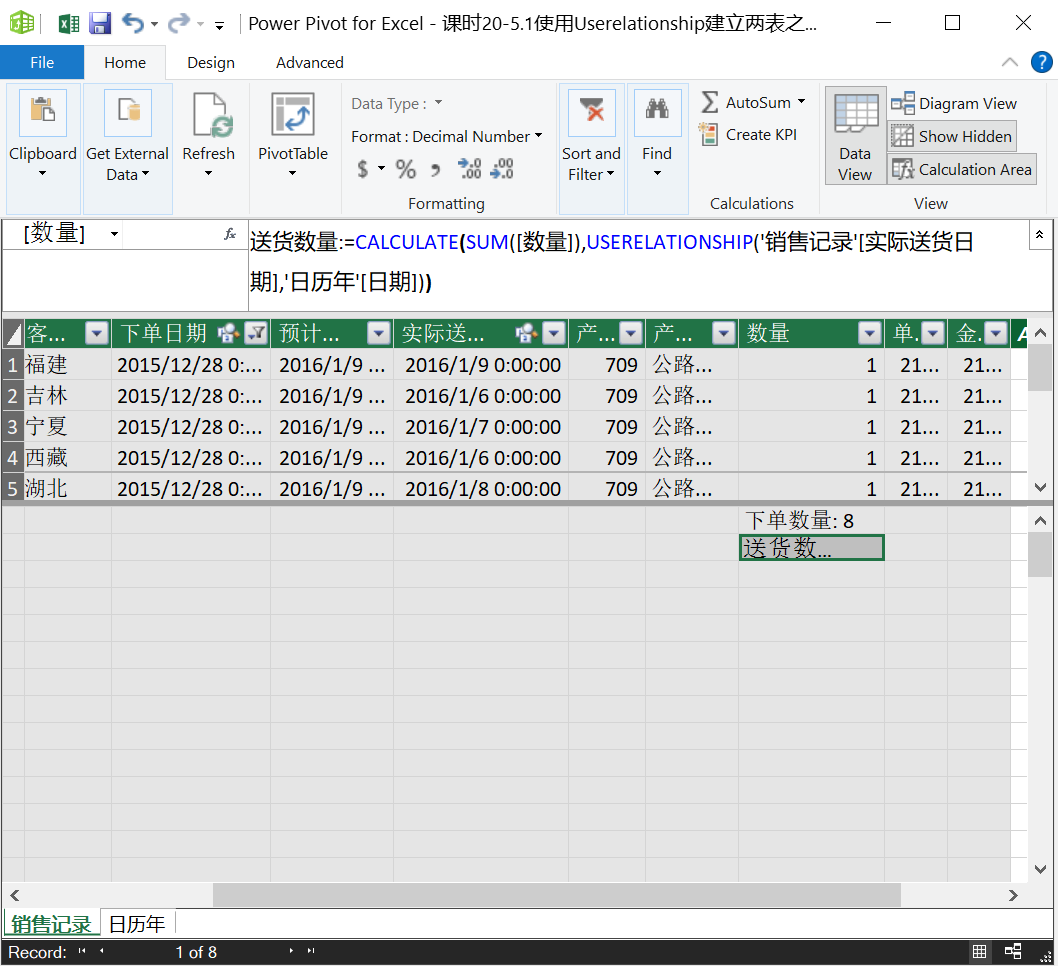 Power Pivot for Excel - 课时20-5.1使用Userelationship建立两表之...
File Home Design Advanced
Clipboard
Get External Data
Refresh
PivotTable
Data Type :
Format : Decimal Number
$ % ,
Formatting
Sort and Filter
Find
AutoSum
Create KPI
Calculations
Data View
Diagram View
Show Hidden
Calculation Area
View
[数量] fx 送货数量:=CALCULATE(SUM([数量]),USERELATIONSHIP('销售记录'[实际送货日
期],'日历年'[日期]))
客... 下单日期 预计... 实际送... 产... 产... 数量 单. 金. A
1 福建 2015/12/28 0:... 2016/1/9 ... 2016/1/9 0:00:00 709 公路... 1 21... 21...
2 吉林 2015/12/28 0:... 2016/1/9 ... 2016/1/6 0:00:00 709 公路... 1 21... 21...
3 宁夏 2015/12/28 0:... 2016/1/9 ... 2016/1/7 0:00:00 709 公路... 1 21... 21...
4 西藏 2015/12/28 0:... 2016/1/9 ... 2016/1/6 0:00:00 709 公路... 1 21... 21...
5 湖北 2015/12/28 0:... 2016/1/9 ... 2016/1/8 0:00:00 709 公路... 1 21... 21...
下单数量: 8
送货数...
销售记录 日历年
Record: 1 of 8